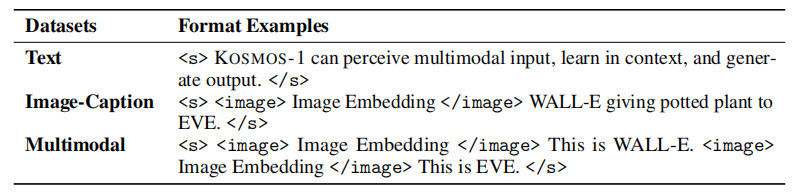 Datasets Format Examples
Text <s> KOSMOS-1 can perceive multimodal input, learn in context, and gener-
ate output. </s>
Image-Caption <s> <image> Image Embedding </image> WALL-E giving potted plant to
EVE. </s>
Multimodal <s> <image> Image Embedding </image> This is WALL-E. <image>
Image Embedding </image> This is EVE. </s>